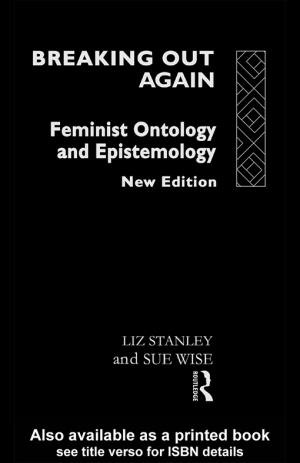 BREAKING OUT
AGAIN
Feminist Ontology
and Epistemology
New Edition
LIZ STANLEY
and SUE WISE
ROUTLEDGE
Also available as a printed book
see title verso for ISBN details